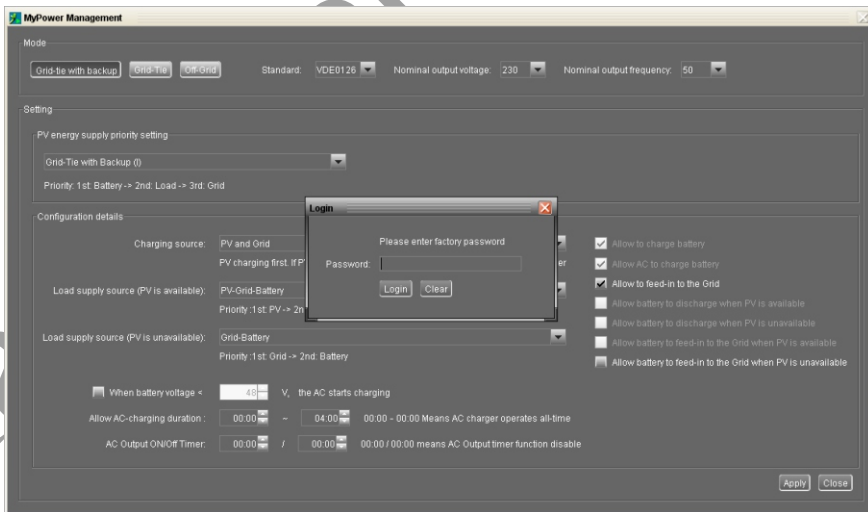 MyPower Management
Mode
Grid-tie with backup Grid-Tie Off-Grid Standard: VDE0126 Nominal output voltage: 230 Nominal output frequency: 50
Setting
PV energy supply priority setting
Grid-Tie with Backup (I)
Priority: 1st: Battery -> 2nd: Load -> 3rd: Grid
Configuration details
Login
Please enter factory password
Password:
Login Clear
Charging source: PV and Grid
PV charging first. If P er
Load supply source (PV is available): PV-Grid-Battery
Priority :1st: PV -> 2n
Load supply source (PV is unavailable): Grid-Battery
Priority :1st: Grid -> 2nd: Battery
Allow to charge battery
Allow AC to charge battery
Allow to feed-in to the Grid
Allow battery to discharge when PV is available
Allow battery to discharge when PV is unavailable
Allow battery to feed-in to the Grid when PV is available
Allow battery to feed-in to the Grid when PV is unavailable
When battery voltage < 48 V, the AC starts charging
Allow AC-charging duration : 00:00 ~ 04:00 00:00 ~ 00:00 Means AC charger operates all-time
AC Output ON/Off Timer: 00:00 / 00:00 00:00 / 00:00 means AC Output timer function disable
Apply Close